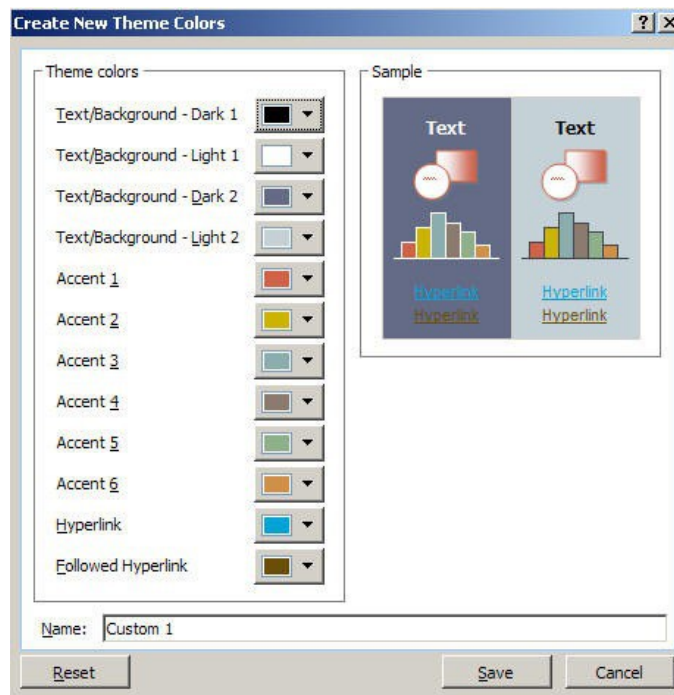 Create New Theme Colors
Theme colors
Text/Background - Dark 1
Text/Background - Light 1
Text/Background - Dark 2
Text/Background - Light 2
Accent 1
Accent 2
Accent 3
Accent 4
Accent 5
Accent 6
Hyperlink
Followed Hyperlink
Sample
Text Text
Hyperlink Hyperlink
Hyperlink Hyperlink
Name: Custom 1
Reset Save Cancel